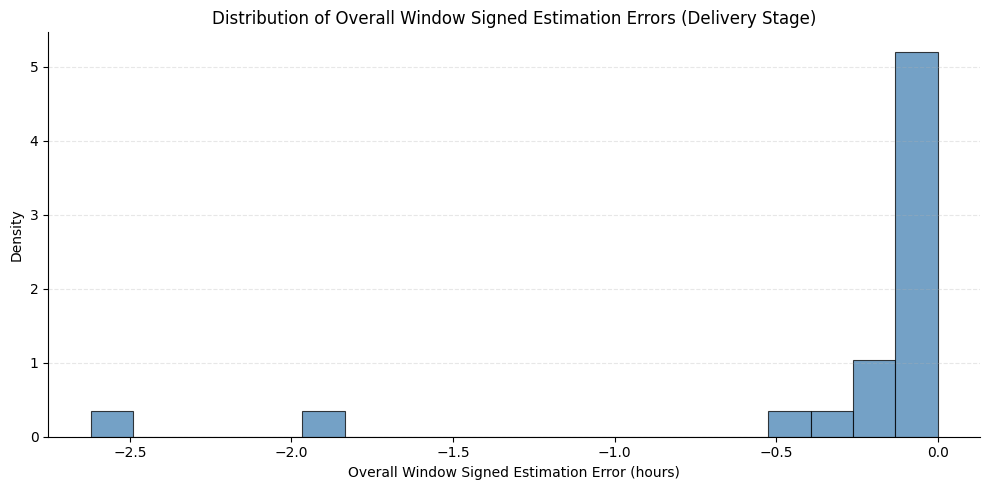 Distribution of Overall Window Signed Estimation Errors (Delivery Stage)
5
4
3
2
1
0
Density
−2.5 −2.0 −1.5 −1.0 −0.5 0.0
Overall Window Signed Estimation Error (hours)